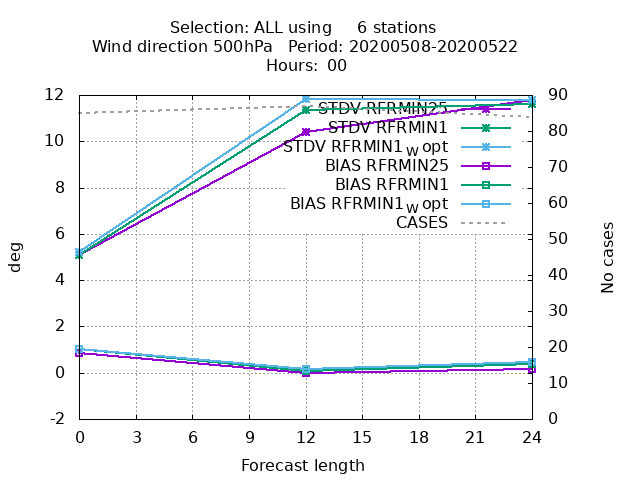 Selection: ALL using 6 stations
Wind direction 500hPa Period: 20200508-20200522
Hours: 00
12 90
STDV RFRMIN25
80
STDV RFRMIN1
10
STDV RFRMIN1W opt
70
BIAS RFRMIN25
8
BIAS RFRMIN1
60
BIAS RFRMIN1W opt
CASES
6 50
deg
No cases
4 40
30
2 20
0 10
-2 0
0 3 6 9 12 15 18 21 24
Forecast length